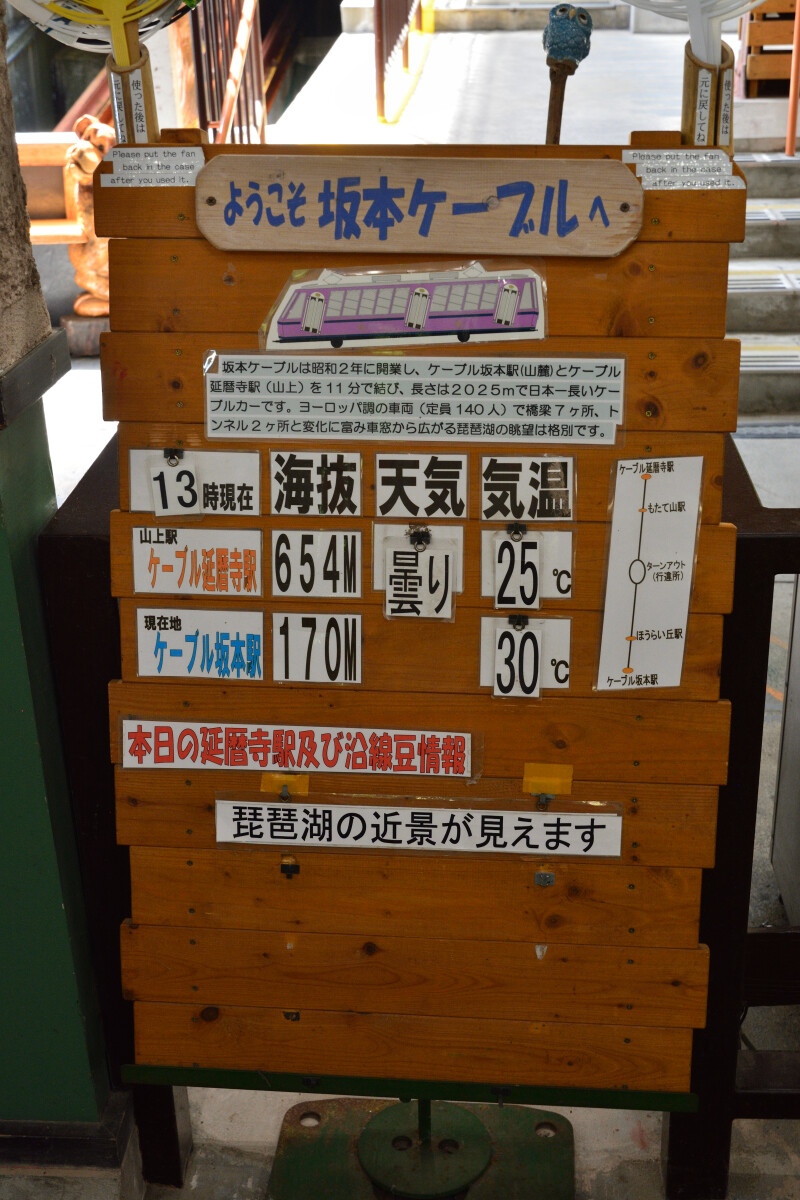 使った後は
元に戻してね
使った後は
元に戻してね
Please put the fan
back in the case
after you used it.
Please put the fan
back in the case
after you used it.
ようこそ 坂本ケーブルへ
坂本ケーブルは昭和2年に開業し、ケーブル坂本駅(山麓)とケーブル
延暦寺駅(山上)を11分で結び、長さは2025mで日本一長いケー
ブルカーです。ヨーロッパ調の車両(定員140人)で橋梁7ヶ所、ト
ンネル2ヶ所と変化に富み車窓から広がる琵琶湖の眺望は格別です。
13時現在 海抜 天気 気温
山上駅
ケーブル延暦寺駅 654M 曇り 25℃
現在地
ケーブル坂本駅 170M 30℃
ケーブル延暦寺駅
もたて山駅
ターンアウト
(行違所)
ほうらい丘駅
ケーブル坂本駅
本日の延暦寺駅及び沿線豆情報
琵琶湖の近景が見えます